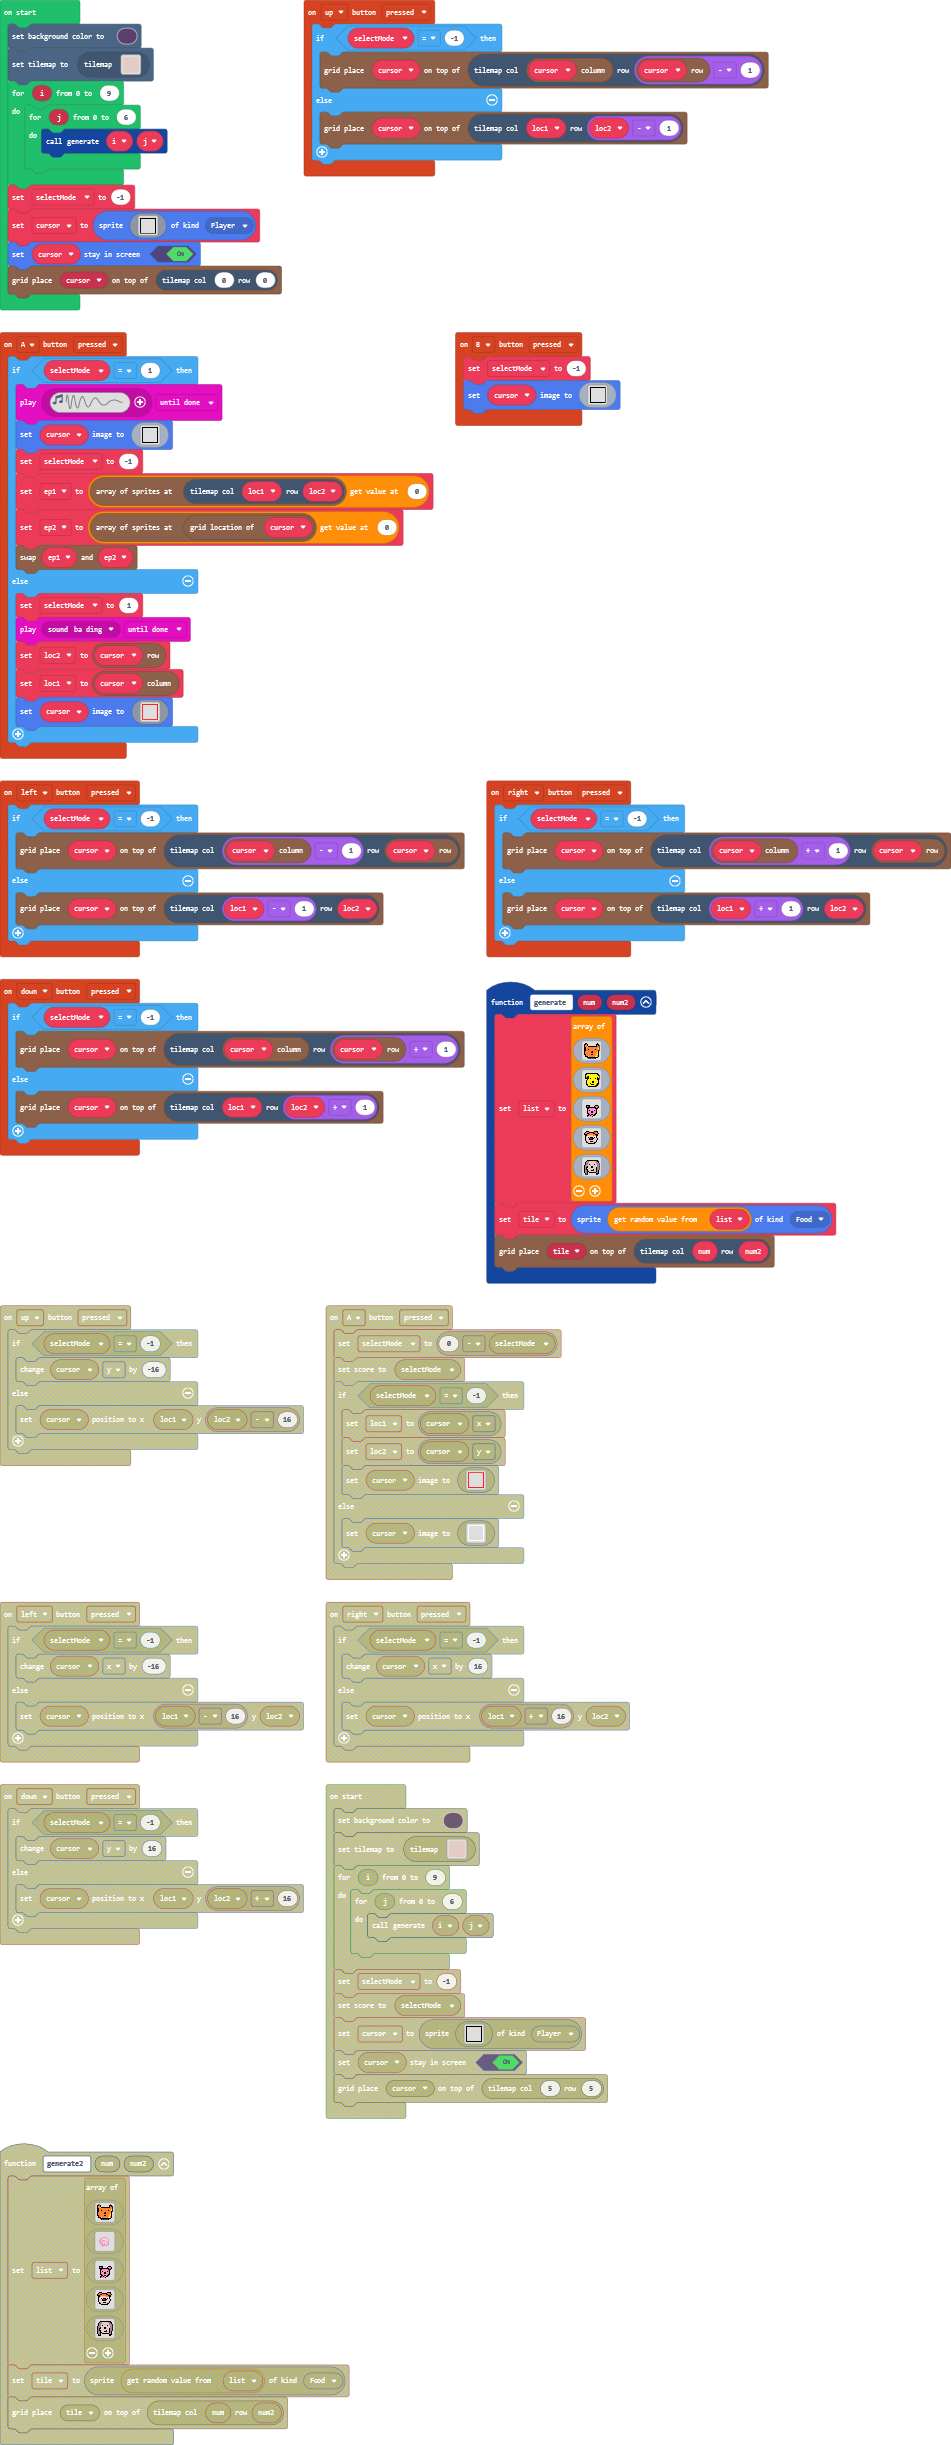 on start
set background color to
set tilemap to tilemap
for i from 0 to 9
do for j from 0 to 6
do call generate i j
set selectMode to -1
set cursor to sprite of kind Player
set cursor stay in screen ON
grid place cursor on top of tilemap col 0 row 0
on up button pressed
if selectMode = -1 then
grid place cursor on top of tilemap col cursor column row cursor row - 1
else
grid place cursor on top of tilemap col loc1 row loc2 - 1
on A button pressed
if selectMode = 1 then
play until done
set cursor image to
set selectMode to -1
set ep1 to array of sprites at tilemap col loc1 row loc2 get value at 0
set ep2 to array of sprites at grid location of cursor get value at 0
swap ep1 and ep2
else
set selectMode to 1
play sound ba ding until done
set loc2 to cursor row
set loc1 to cursor column
set cursor image to
on B button pressed
set selectMode to -1
set cursor image to
on left button pressed
if selectMode = -1 then
grid place cursor on top of tilemap col cursor column - 1 row cursor row
else
grid place cursor on top of tilemap col loc1 - 1 row loc2
on right button pressed
if selectMode = -1 then
grid place cursor on top of tilemap col cursor column + 1 row cursor row
else
grid place cursor on top of tilemap col loc1 + 1 row loc2
on down button pressed
if selectMode = -1 then
grid place cursor on top of tilemap col cursor column row cursor row + 1
else
grid place cursor on top of tilemap col loc1 row loc2 + 1
function generate num num2
array of
set list to
set tile to sprite get random value from list of kind Food
grid place tile on top of tilemap col num row num2
on up button pressed
if selectMode = -1 then
change cursor y by -16
else
set cursor position to x loc1 y loc2 - 16
on A button pressed
set selectMode to 0 - selectMode
set score to selectMode
if selectMode = -1 then
set loc1 to cursor x
set loc2 to cursor y
set cursor image to
else
set cursor image to
on left button pressed
if selectMode = -1 then
change cursor x by -16
else
set cursor position to x loc1 - 16 y loc2
on right button pressed
if selectMode = -1 then
change cursor x by 16
else
set cursor position to x loc1 + 16 y loc2
on down button pressed
if selectMode = -1 then
change cursor y by 16
else
set cursor position to x loc1 y loc2 + 16
on start
set background color to
set tilemap to tilemap
for i from 0 to 9
do for j from 0 to 6
do call generate i j
set selectMode to -1
set score to selectMode
set cursor to sprite of kind Player
set cursor stay in screen ON
grid place cursor on top of tilemap col 5 row 5
function generate2 num num2
array of
set list to
set tile to sprite get random value from list of kind Food
grid place tile on top of tilemap col num row num2